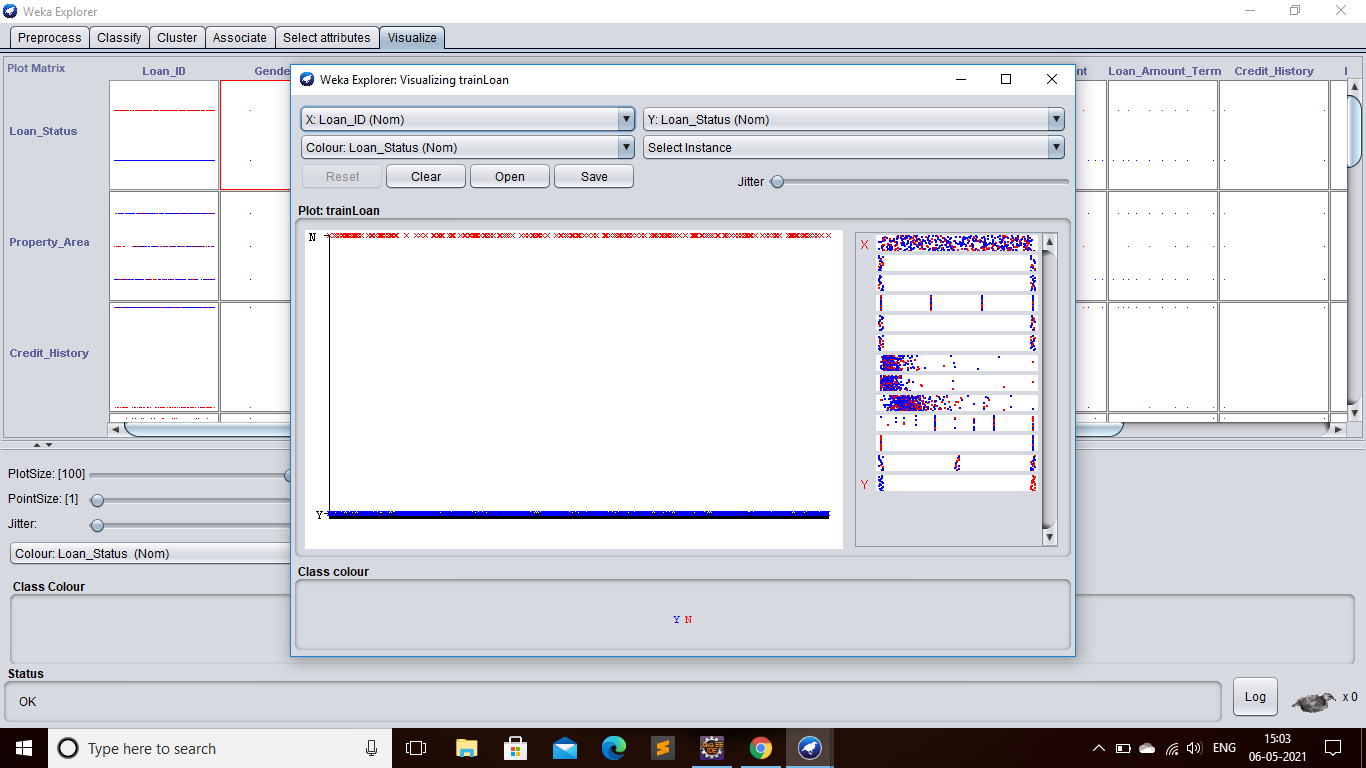 Weka Explorer
Preprocess Classify Cluster Associate Select attributes Visualize
Plot Matrix Loan_ID Gende nt Loan_Amount_Term Credit_History
Loan_Status
Property_Area
Credit_History
PlotSize: [100]
PointSize: [1]
Jitter:
Colour: Loan_Status (Nom)
Class Colour
Weka Explorer: Visualizing trainLoan
X: Loan_ID (Nom) Y: Loan_Status (Nom)
Colour: Loan_Status (Nom) Select Instance
Reset Clear Open Save Jitter
Plot: trainLoan
N
Y
X
Y
Class colour
Y N
Status
OK
Log x 0
Type here to search
ENG 15:03
06-05-2021